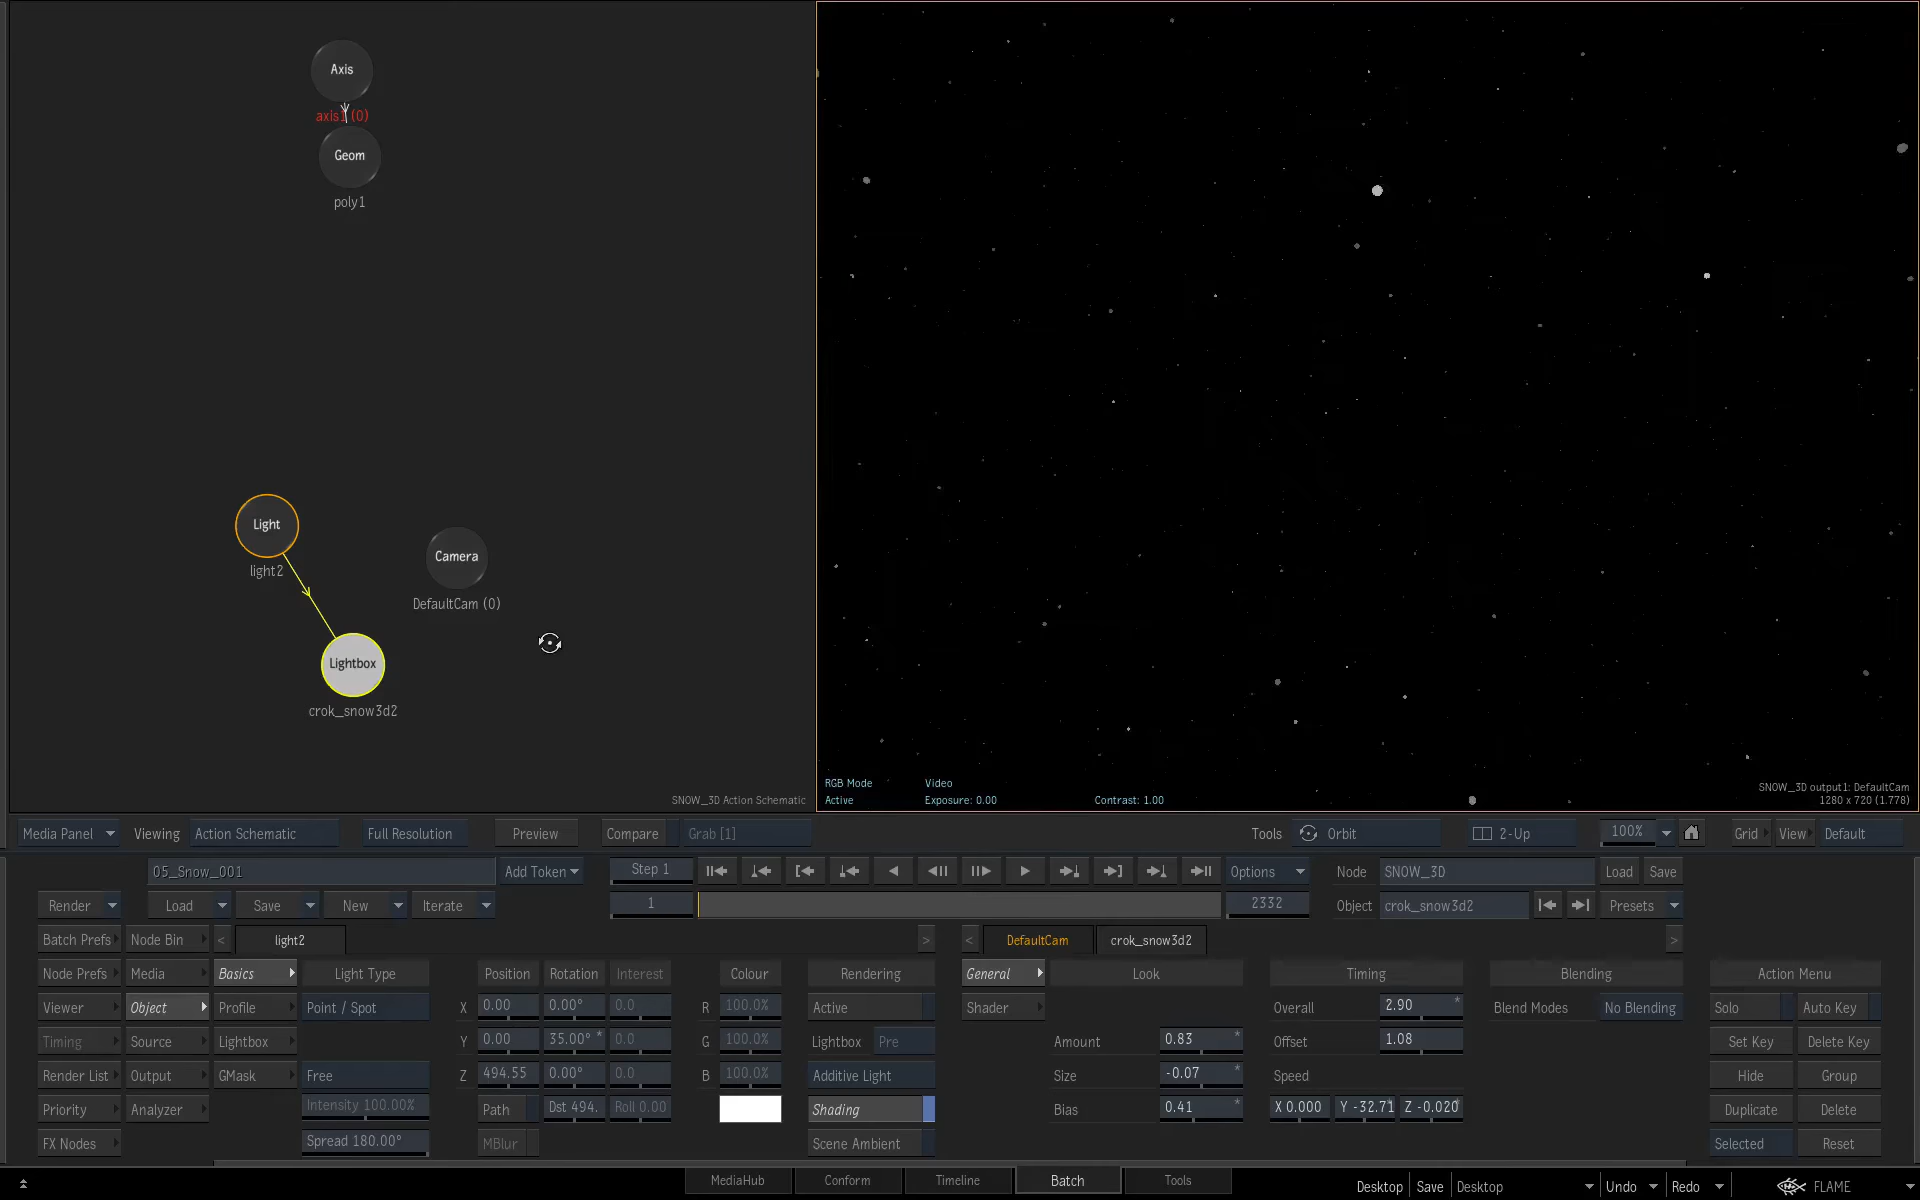 Axis
axis1 (0)
Geom
poly1
Light
light2
Camera
DefaultCam (0)
Lightbox
crok_snow3d2
SNOW_3D Action Schematic
RGB Mode Video
Active Exposure: 0.00 Contrast: 1.00
SNOW_3D output1: DefaultCam
1280 x 720 (1.778)
Media Panel Viewing Action Schematic Full Resolution Preview Compare Grab [1] Tools Orbit 2-Up 100% Grid View Default
05_Snow_001 Add Token Step 1 Options Node SNOW_3D Load Save
Render Load Save New Iterate 1 2332 Object crok_snow3d2 Presets
Batch Prefs Node Bin < light2 > < DefaultCam crok_snow3d2 >
Node Prefs Media Basics Light Type Position Rotation Interest Colour Rendering General Look Timing Blending Action Menu
Viewer Object Profile Point / Spot X 0.00 0.00° 0.0 R 100.0% Active Shader Overall 2.90 * Blend Modes No Blending Solo Auto Key
Timing Source Lightbox Y 0.00 35.00° * 0.0 G 100.0% Lightbox Pre Amount 0.83 * Offset 1.08 Set Key Delete Key
Render List Output GMask Free Z 494.55 0.00° 0.0 B 100.0% Additive Light Size -0.07 * Speed Hide Group
Priority Analyzer Intensity 100.00% Path Dst 494. Roll 0.00 Shading Bias 0.41 * X 0.000 Y -32.71 Z -0.020 Duplicate Delete
FX Nodes Spread 180.00° MBlur Scene Ambient Selected Reset
MediaHub Conform Timeline Batch Tools Desktop Save Desktop Undo Redo FLAME